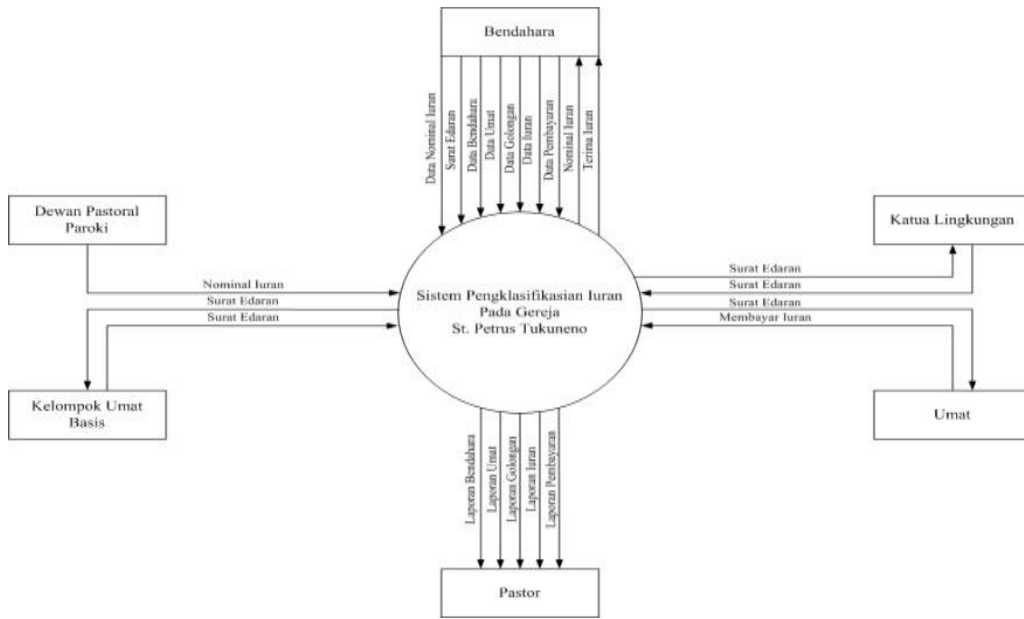 Bendahara
Data Nominal Iuran
Surat Edaran
Data Bendahara
Data Umat
Data Golongan
Data Iuran
Data Pembayaran
Nominal Iuran
Terima Iuran
Dewan Pastoral
Paroki
Katua Lingkungan
Nominal Iuran
Surat Edaran
Surat Edaran
Sistem Pengklasifikasian Iuran
Pada Gereja
St. Petrus Tukuneno
Surat Edaran
Surat Edaran
Surat Edaran
Membayar Iuran
Kelompok Umat
Basis
Umat
Laporan Bendahara
Laporan Umat
Laporan Golongan
Laporan Iuran
Laporan Pembayaran
Pastor